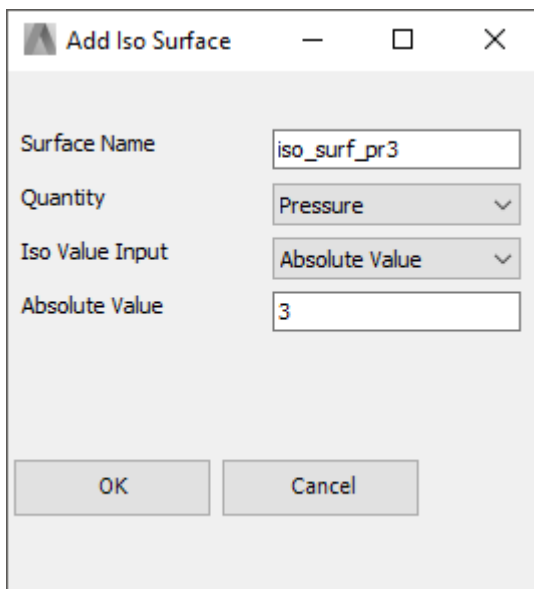 Add Iso Surface
Surface Name iso_surf_pr3
Quantity Pressure
Iso Value Input Absolute Value
Absolute Value 3
OK Cancel